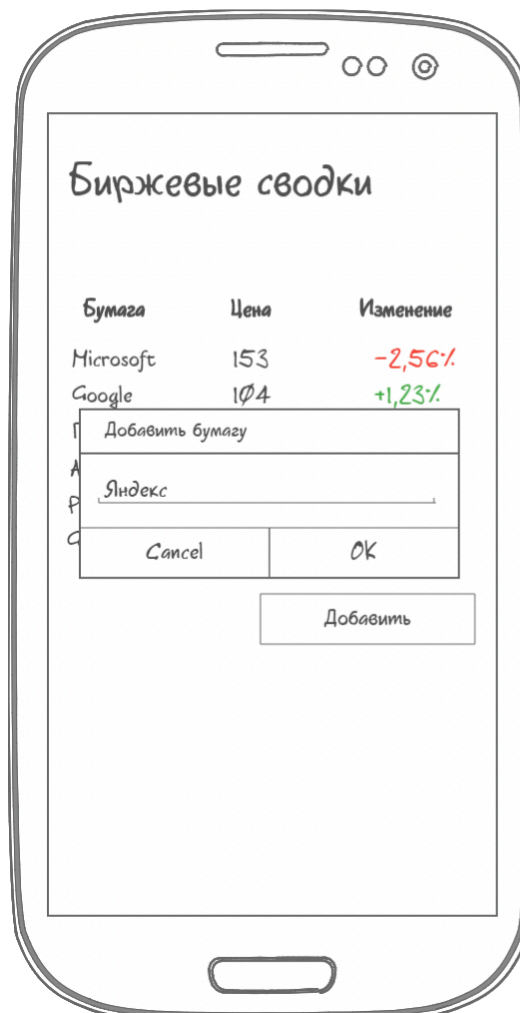 Биржевые сводки
Бумага Цена Изменение
Microsoft 153 -2,56%
Google 104 +1,23%
Добавить бумагу
Яндекс
Cancel OK
Добавить